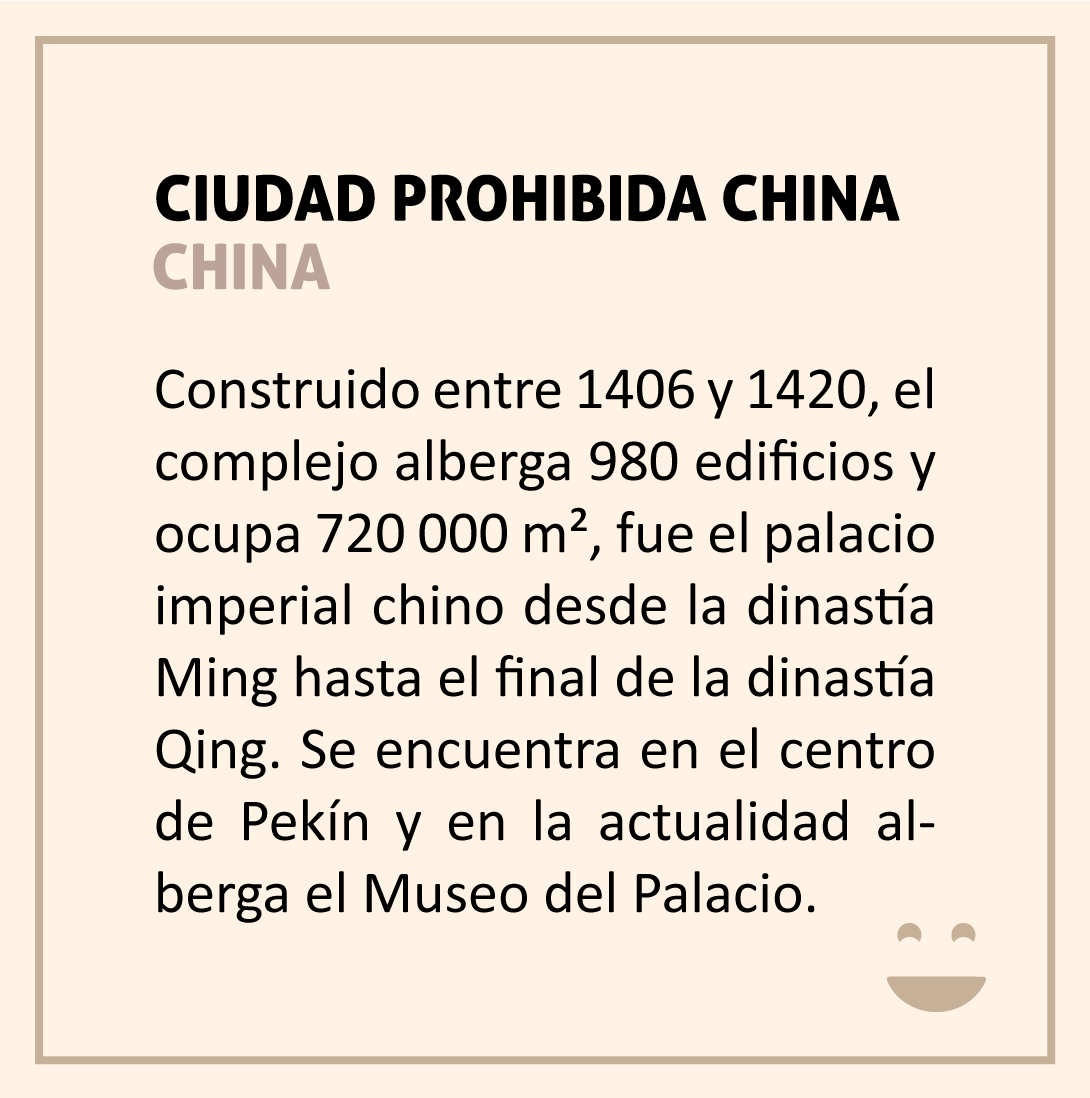 CIUDAD PROHIBIDA CHINA
CHINA
Construido entre 1406 y 1420, el
complejo alberga 980 edificios y
ocupa 720 000 m², fue el palacio
imperial chino desde la dinastía
Ming hasta el final de la dinastía
Qing. Se encuentra en el centro
de Pekín y en la actualidad al-
berga el Museo del Palacio.